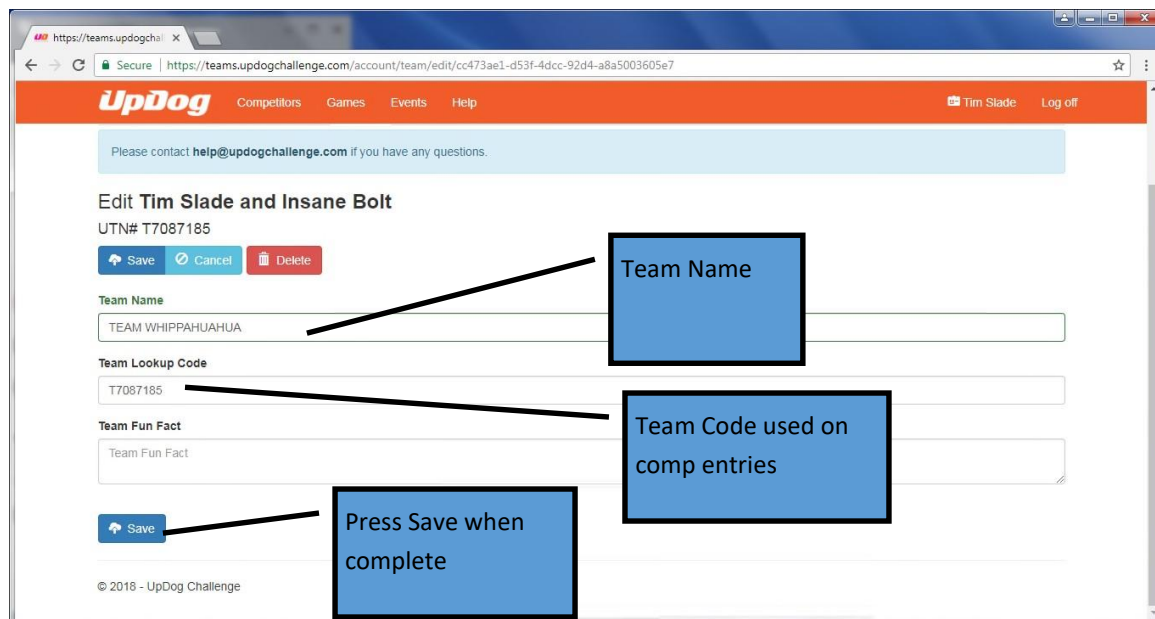 https://teams.updogchal
Secure | https://teams.updogchallenge.com/account/team/edit/cc473ae1-d53f-4dcc-92d4-a8a5003605e7
UpDog Competitors Games Events Help Tim Slade Log off
Please contact help@updogchallenge.com if you have any questions.
Edit Tim Slade and Insane Bolt
UTN# T7087185
Save Cancel Delete
Team Name
Team Name
TEAM WHIPPAHUAHUA
Team Lookup Code
T7087185
Team Code used on
comp entries
Team Fun Fact
Team Fun Fact
Save
Press Save when
complete
© 2018 - UpDog Challenge